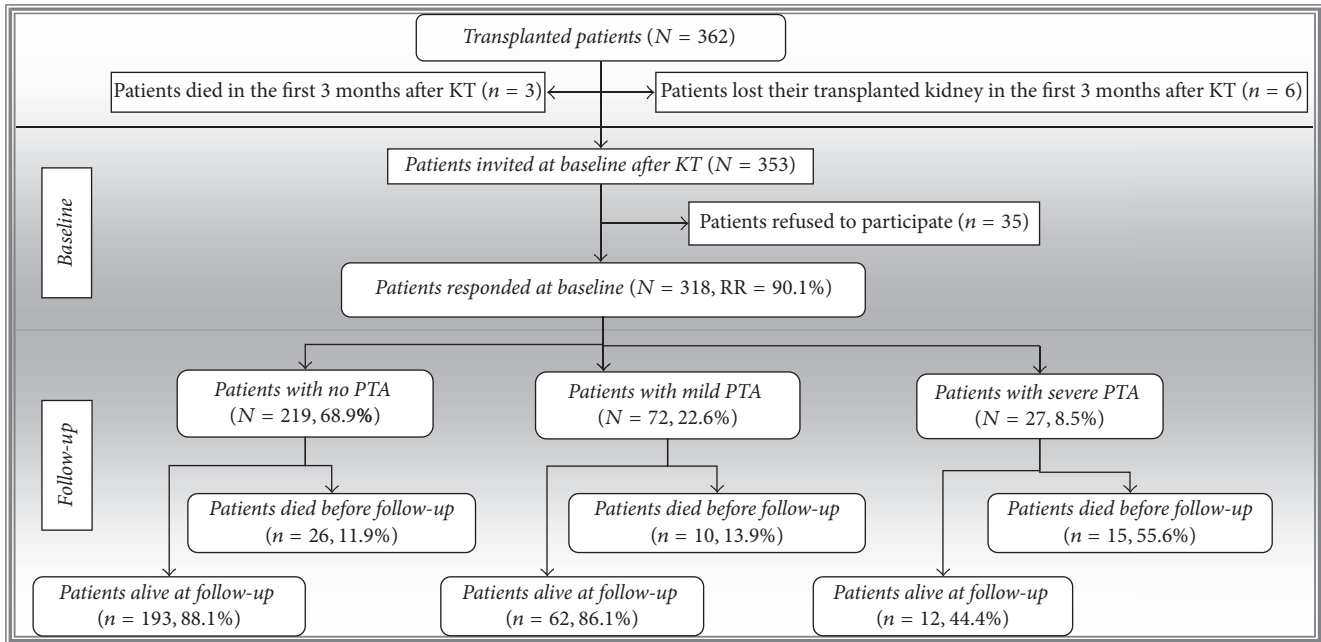 Transplanted patients (N = 362)
Patients died in the first 3 months after KT (n = 3)
Patients lost their transplanted kidney in the first 3 months after KT (n = 6)
Baseline
Patients invited at baseline after KT (N = 353)
Patients refused to participate (n = 35)
Patients responded at baseline (N = 318, RR = 90.1%)
Follow-up
Patients with no PTA
(N = 219, 68.9%)
Patients with mild PTA
(N = 72, 22.6%)
Patients with severe PTA
(N = 27, 8.5%)
Patients died before follow-up
(n = 26, 11.9%)
Patients died before follow-up
(n = 10, 13.9%)
Patients died before follow-up
(n = 15, 55.6%)
Patients alive at follow-up
(n = 193, 88.1%)
Patients alive at follow-up
(n = 62, 86.1%)
Patients alive at follow-up
(n = 12, 44.4%)